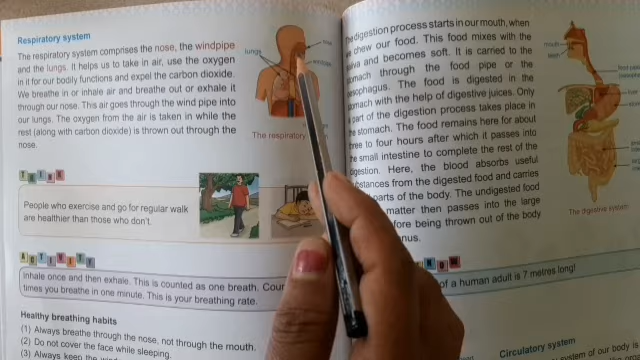 Respiratory system
The respiratory system comprises the nose, the windpipe
and the lungs. It helps us to take in air, use the oxygen
in it for our bodily functions and expel the carbon dioxide.
We breathe in or inhale air and breathe out or exhale it
through our nose. This air goes through the wind pipe into
our lungs. The oxygen from the air is taken in while the
rest (along with carbon dioxide) is thrown out through the
nose.
lungs
The respiratory
THINK
People who exercise and go for regular walk
are healthier than those who don't.
ACTIVITY
Inhale once and then exhale. This is counted as one breath.
times you breathe in one minute. This is your breathing rate.
Healthy breathing habits
(1) Always breathe through the nose, not through the mouth.
(2) Do not cover the face while sleeping.
(3) Always keep the
The digestion process starts in our mouth, when
we chew our food. This food mixes with the
saliva and becomes soft. It is carried to the
stomach through the food pipe or the
oesophagus. The food is digested in the
stomach with the help of digestive juices. Only
a part of the digestion process takes place in
the stomach. The food remains here for about
three to four hours after which it passes into
the small intestine to complete the rest of the
digestion. Here, the blood absorbs useful
substances from the digested food and carries
parts of the body. The undigested food
matter then passes into the large
before being thrown out of the body
anus.
mouth
The digestive system
of a human adult is 7 metres long!
Circulatory system
system of our body is